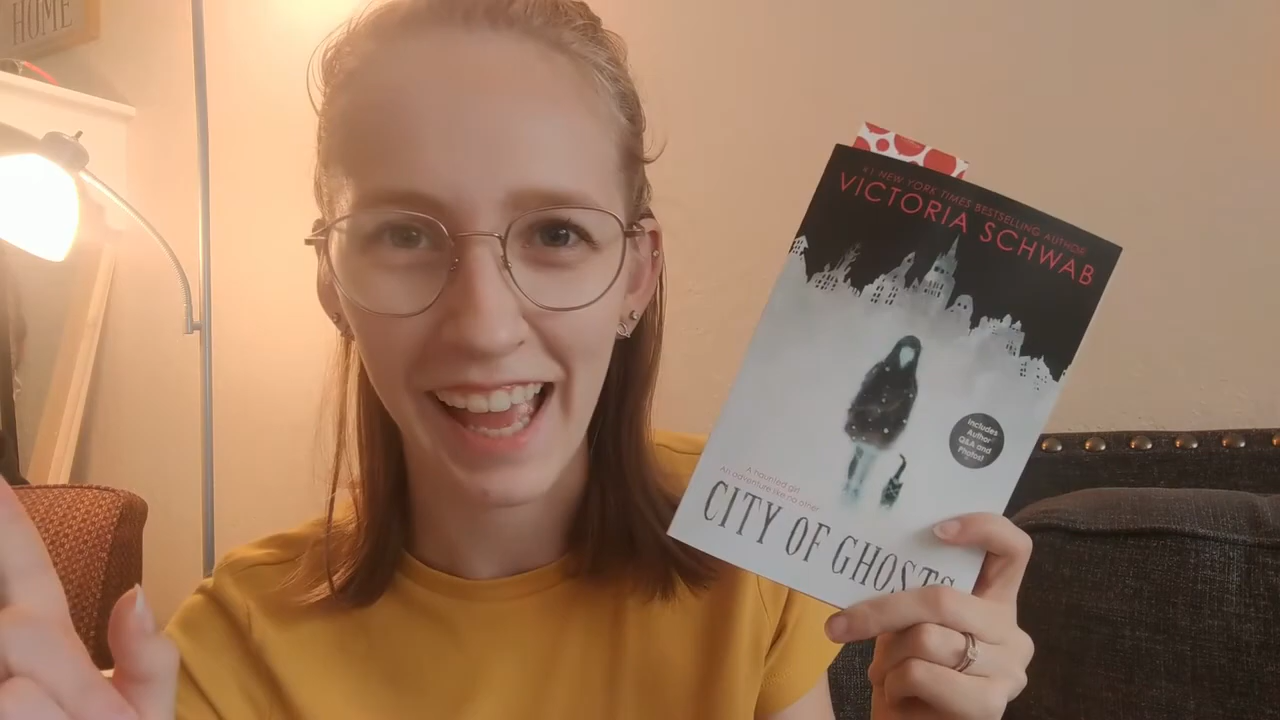 HOME
#1 NEW YORK TIMES BESTSELLING AUTHOR
VICTORIA SCHWAB
Includes
Author
Q&A and
Photos!
A haunted girl.
An adventure like no other.
CITY OF GHOSTS